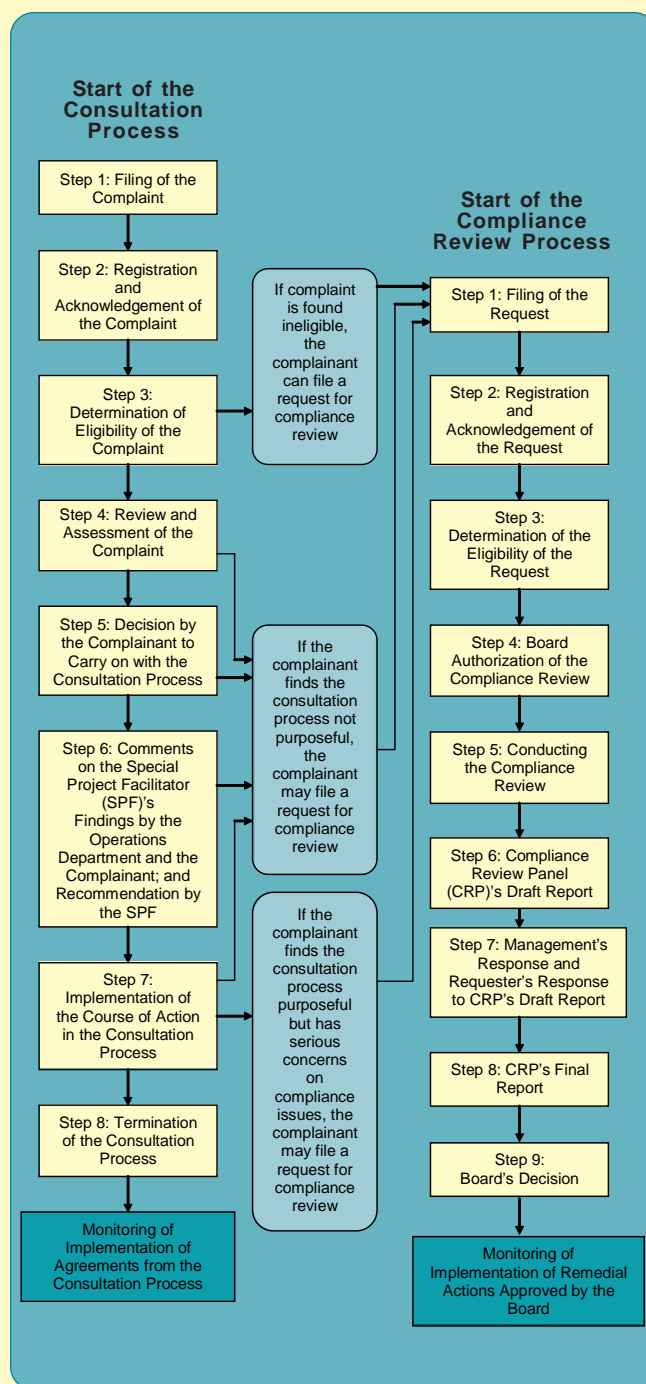 Start of the
Consultation
Process
Step 1: Filing of the
Complaint
Step 2: Registration
and
Acknowledgement of
the Complaint
Step 3:
Determination of
Eligibility of the
Complaint
Step 4: Review and
Assessment of the
Complaint
Step 5: Decision by
the Complainant to
Carry on with the
Consultation Process
Step 6: Comments
on the Special
Project Facilitator
(SPF)'s
Findings by the
Operations
Department and the
Complainant; and
Recommendation by
the SPF
Step 7:
Implementation of
the Course of Action
in the Consultation
Process
Step 8: Termination
of the Consultation
Process
Monitoring of
Implementation of
Agreements from the
Consultation Process
If complaint
is found
ineligible,
the
complainant
can file a
request for
compliance
review
If the
complainant
finds the
consultation
process not
purposeful,
the
complainant
may file a
request for
compliance
review
If the
complainant
finds the
consultation
process
purposeful
but has
serious
concerns
on
compliance
issues, the
complainant
may file a
request for
compliance
review
Start of the
Compliance
Review Process
Step 1: Filing of the
Request
Step 2: Registration
and
Acknowledgement of
the Request
Step 3:
Determination of the
Eligibility of the
Request
Step 4: Board
Authorization of the
Compliance Review
Step 5: Conducting
the Compliance
Review
Step 6: Compliance
Review Panel
(CRP)'s Draft Report
Step 7: Management's
Response and
Requester's Response
to CRP's Draft Report
Step 8: CRP's Final
Report
Step 9:
Board's Decision
Monitoring of
Implementation of Remedial
Actions Approved by the
Board